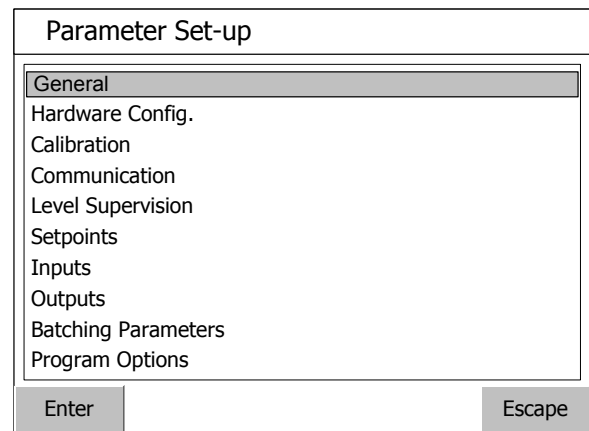 Parameter Set-up
General
Hardware Config.
Calibration
Communication
Level Supervision
Setpoints
Inputs
Outputs
Batching Parameters
Program Options
Enter
Escape